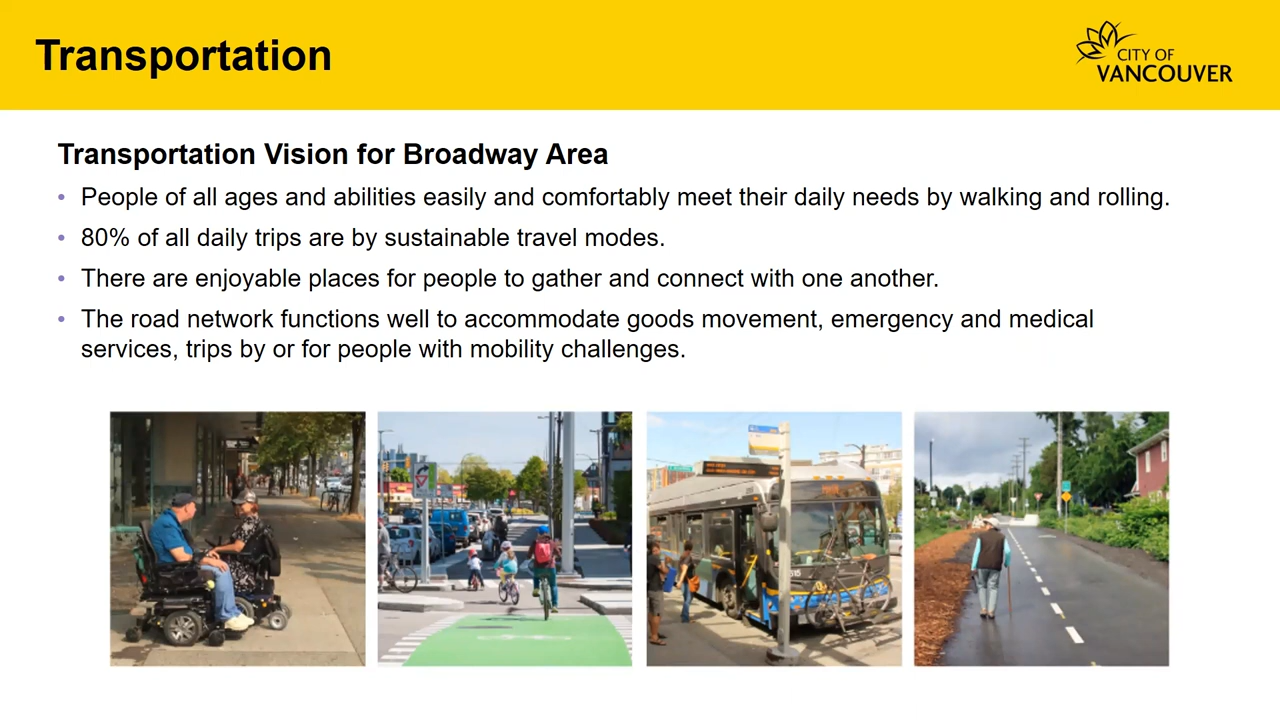 Transportation
CITY OF
VANCOUVER
Transportation Vision for Broadway Area
• People of all ages and abilities easily and comfortably meet their daily needs by walking and rolling.
• 80% of all daily trips are by sustainable travel modes.
• There are enjoyable places for people to gather and connect with one another.
• The road network functions well to accommodate goods movement, emergency and medical
services, trips by or for people with mobility challenges.